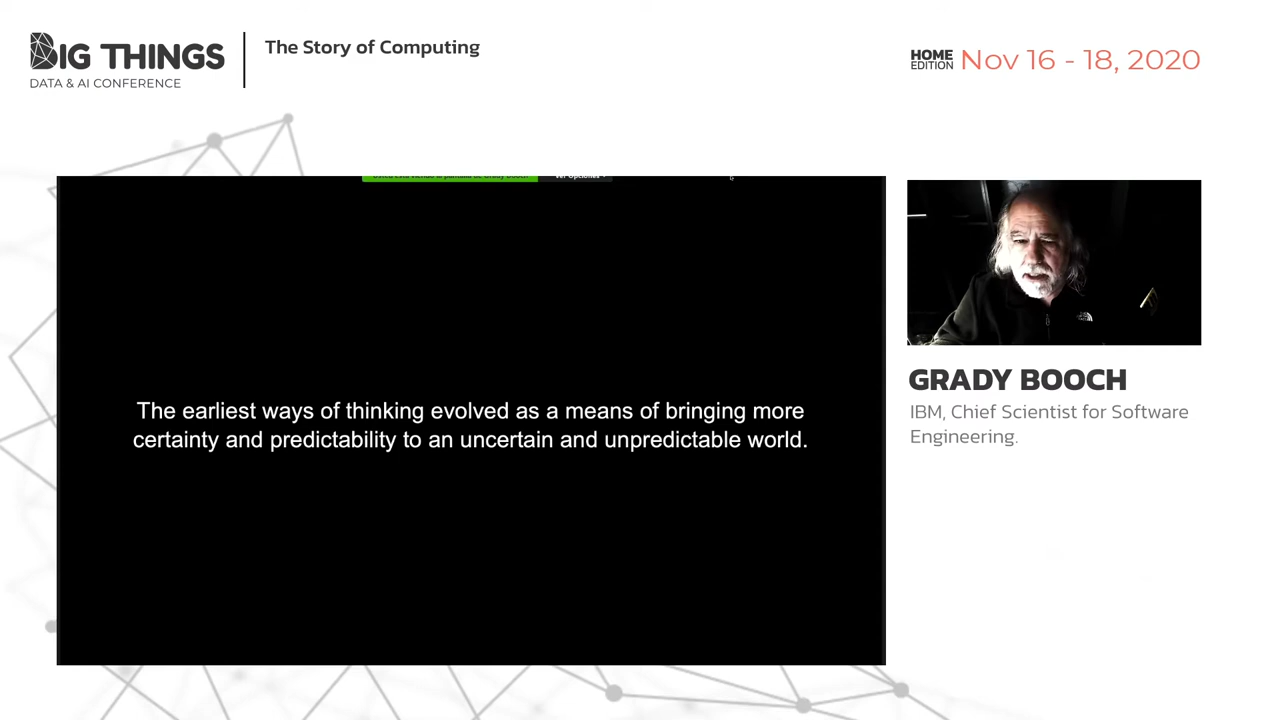 BIG THINGS
DATA & AI CONFERENCE
The Story of Computing
HOME
EDITION
Nov 16 - 18, 2020
Ver Opciones
The earliest ways of thinking evolved as a means of bringing more
certainty and predictability to an uncertain and unpredictable world.
GRADY BOOCH
IBM, Chief Scientist for Software
Engineering.